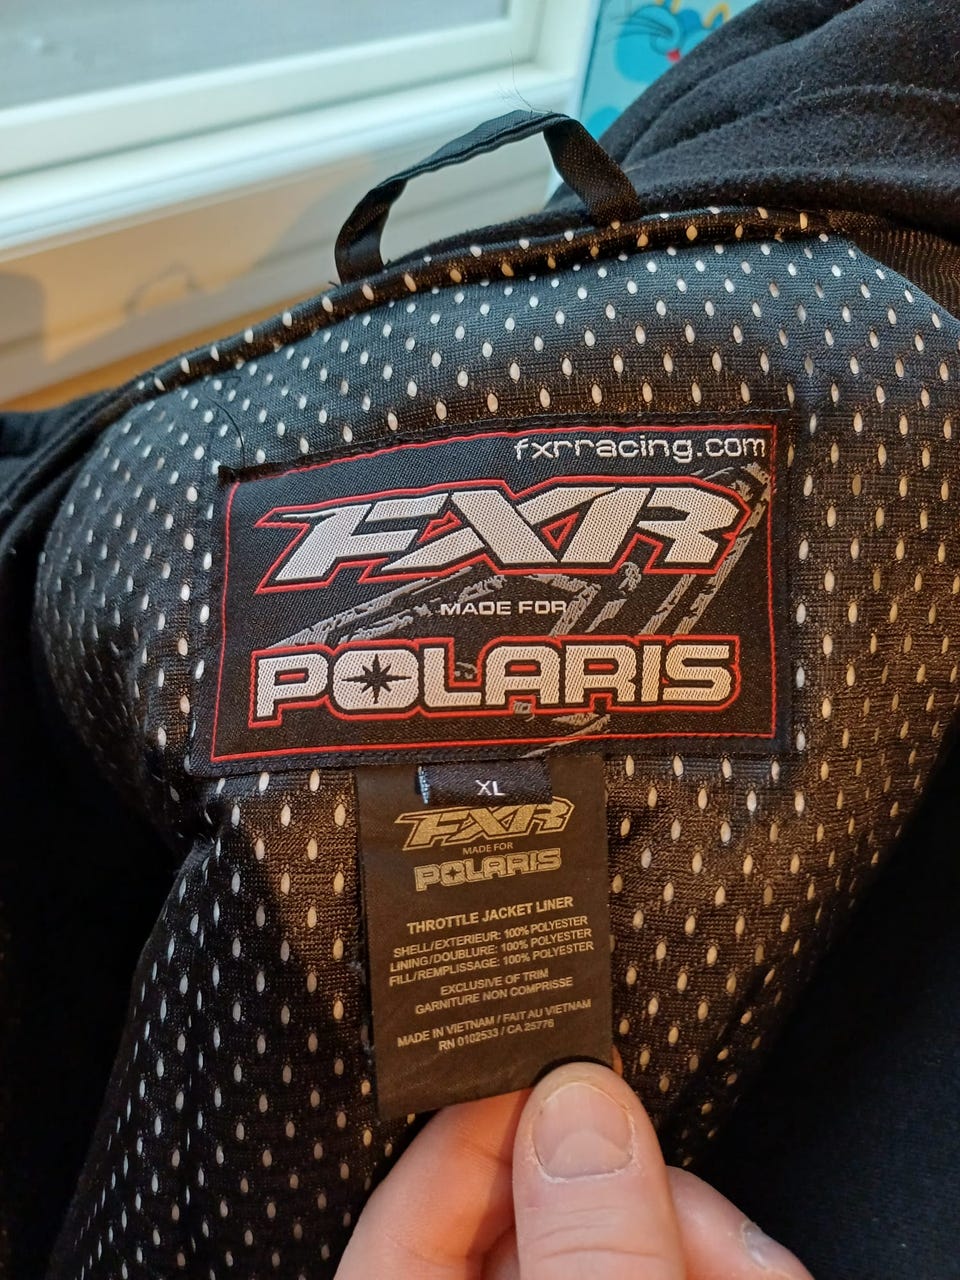 fxrracing.com
FXR
MADE FOR
POLARIS
XL
FXR
MADE FOR
POLARIS
THROTTLE JACKET LINER
SHELL/EXTERIEUR: 100% POLYESTER
LINING/DOUBLURE: 100% POLYESTER
FILL/REMPLISSAGE: 100% POLYESTER
EXCLUSIVE OF TRIM
GARNITURE NON COMPRISSE
MADE IN VIETNAM / FAIT AU VIETNAM
RN 0102533 / CA 25776